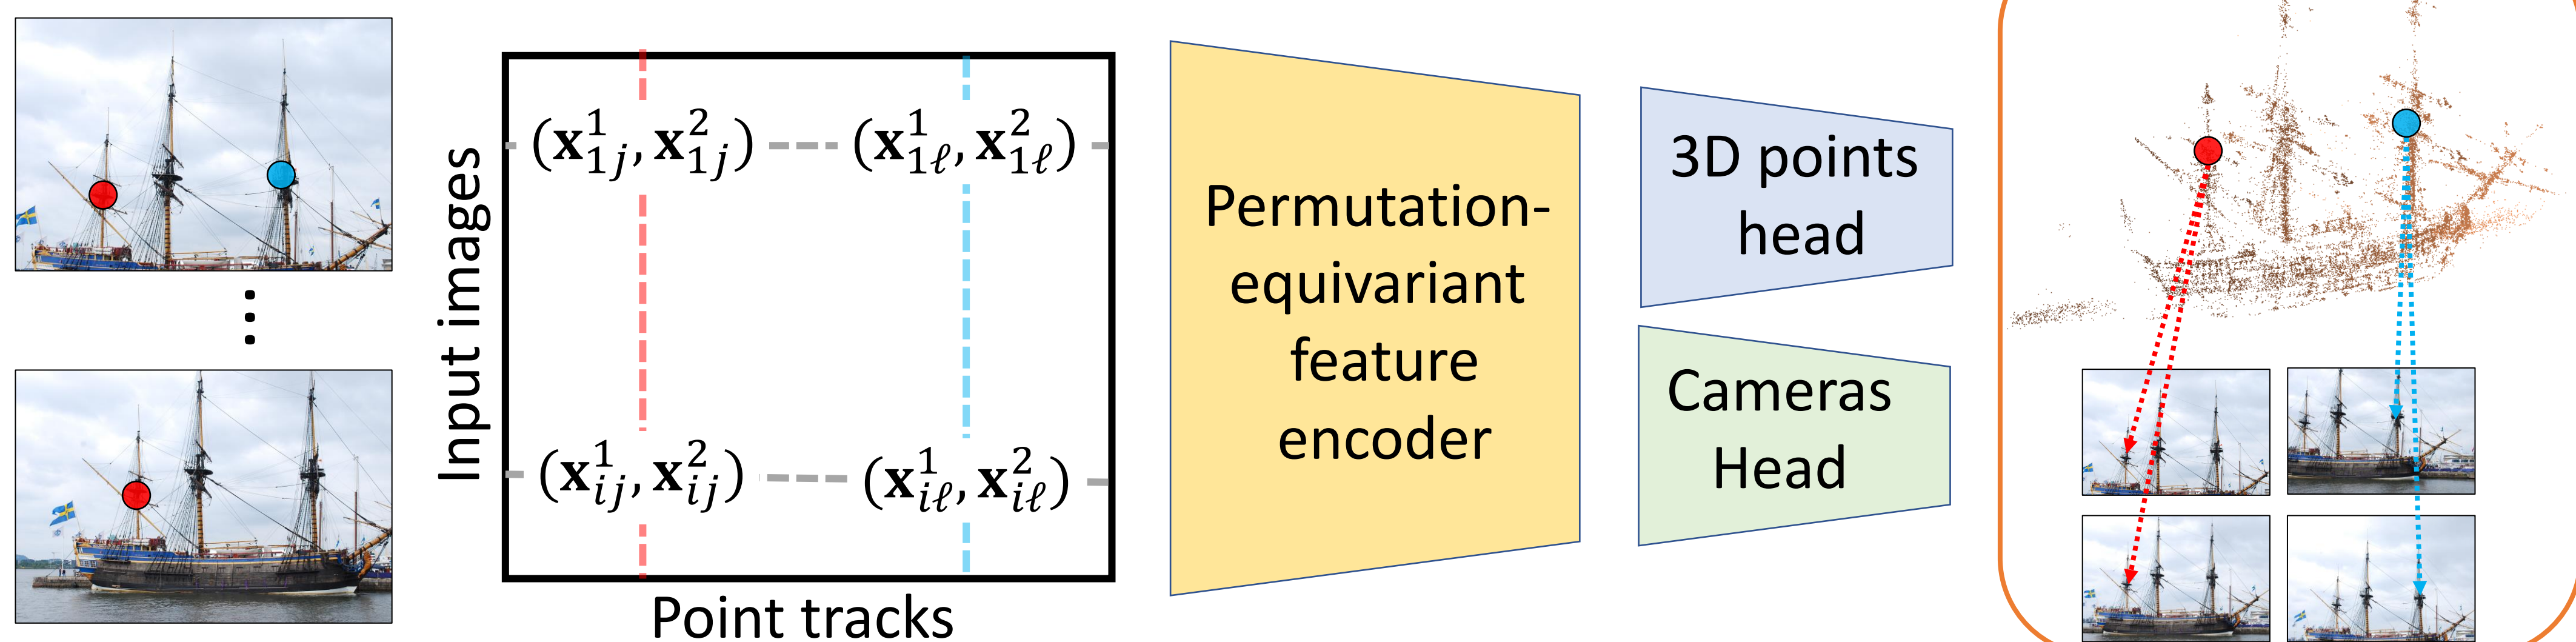 Input images
(𝐱¹₁ⱼ, 𝐱²₁ⱼ) (𝐱¹₁ℓ, 𝐱²₁ℓ)
(𝐱¹ᵢⱼ, 𝐱²ᵢⱼ) (𝐱¹ᵢℓ, 𝐱²ᵢℓ)
Point tracks
Permutation-
equivariant
feature
encoder
3D points
head
Cameras
Head